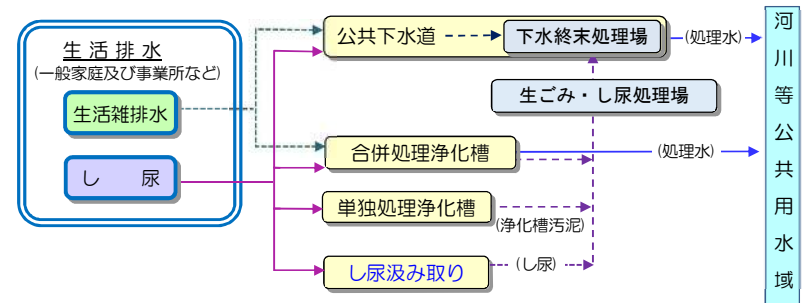 生活排水
(一般家庭及び事業所など)
生活雑排水
し 尿
公共下水道
下水終末処理場
(処理水)
生ごみ・し尿処理場
合併処理浄化槽
(処理水)
単独処理浄化槽
(浄化槽汚泥)
し尿汲み取り
(し尿)
河川等公共用水域